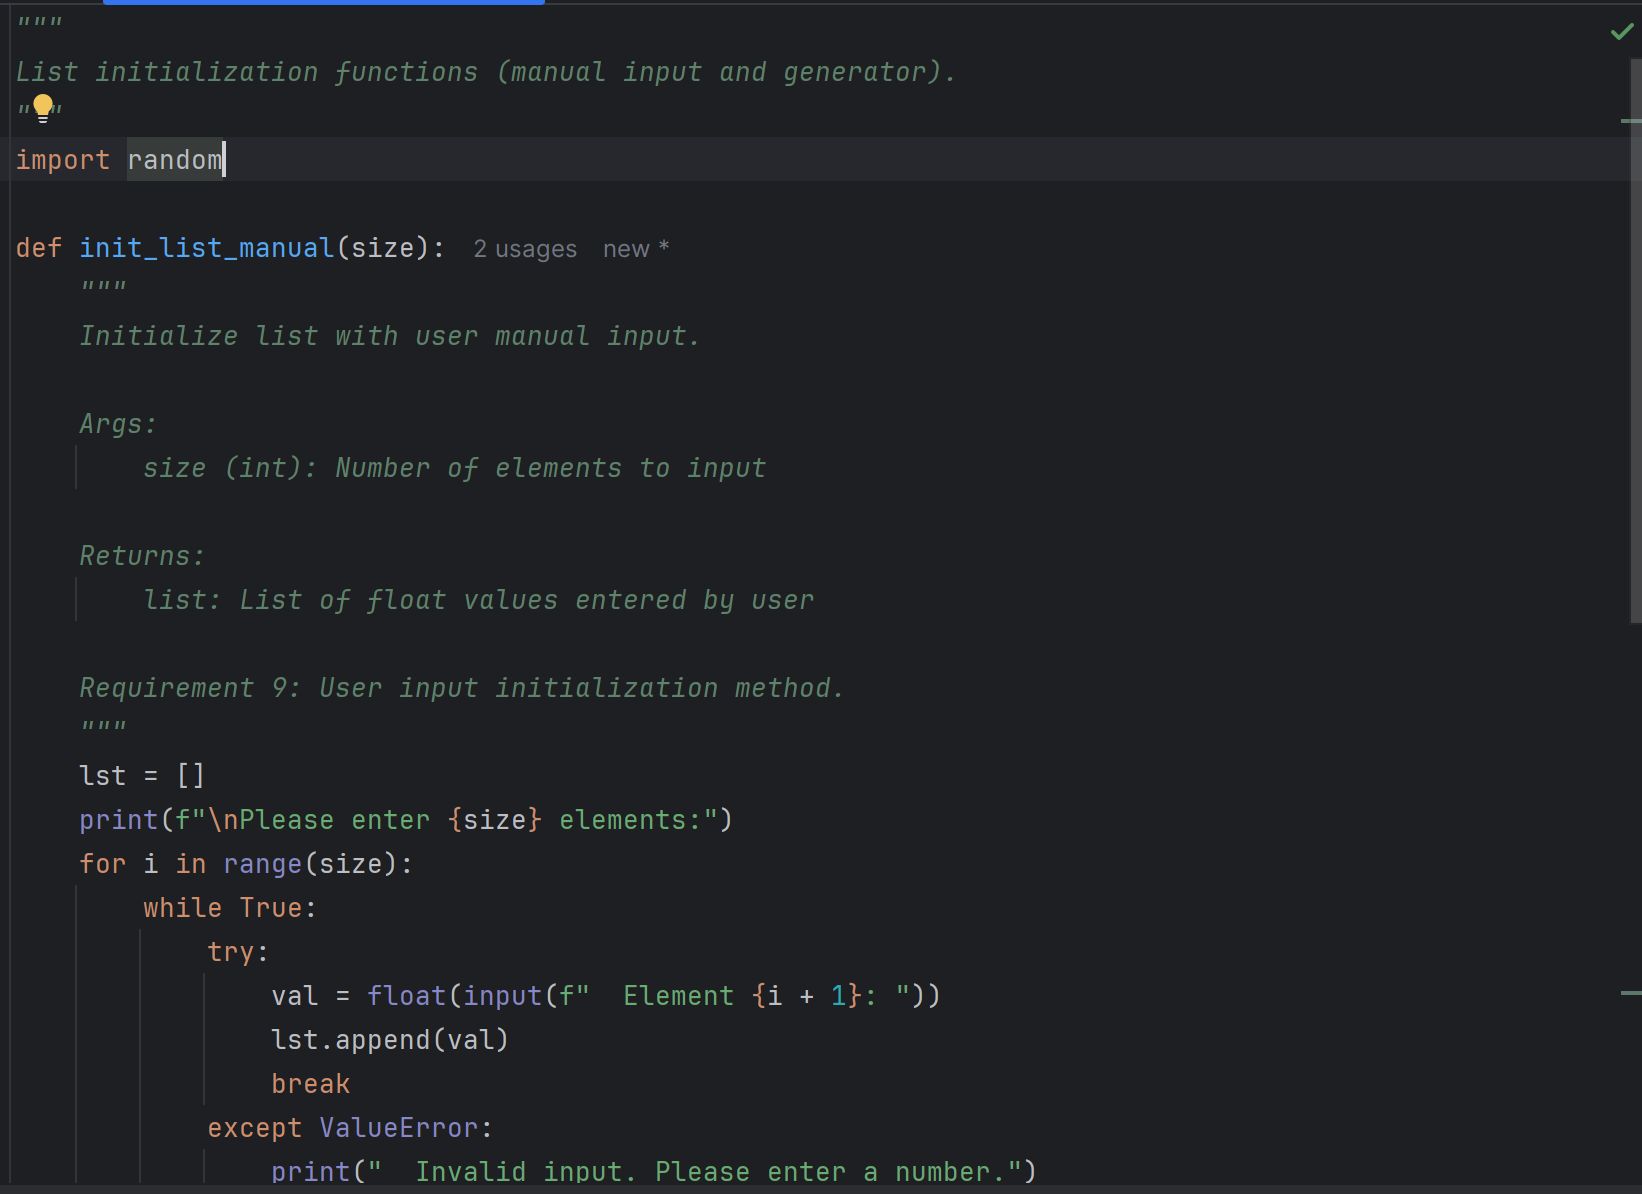 """
List initialization functions (manual input and generator).
"""
import random
def init_list_manual(size): 2 usages new *
    """
    Initialize list with user manual input.
    Args:
        size (int): Number of elements to input
    Returns:
        list: List of float values entered by user
    Requirement 9: User input initialization method.
    """
    lst = []
    print(f"\nPlease enter {size} elements:")
    for i in range(size):
        while True:
            try:
                val = float(input(f"  Element {i + 1}: "))
                lst.append(val)
                break
            except ValueError:
                print("  Invalid input. Please enter a number.")